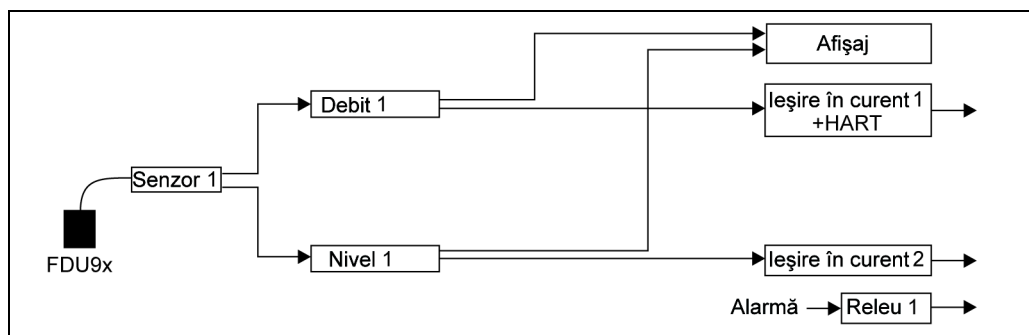 Afişaj
Debit 1
Ieşire în curent 1
+HART
Senzor 1
FDU9x
Nivel 1
Ieşire în curent 2
Alarmă
Releu 1